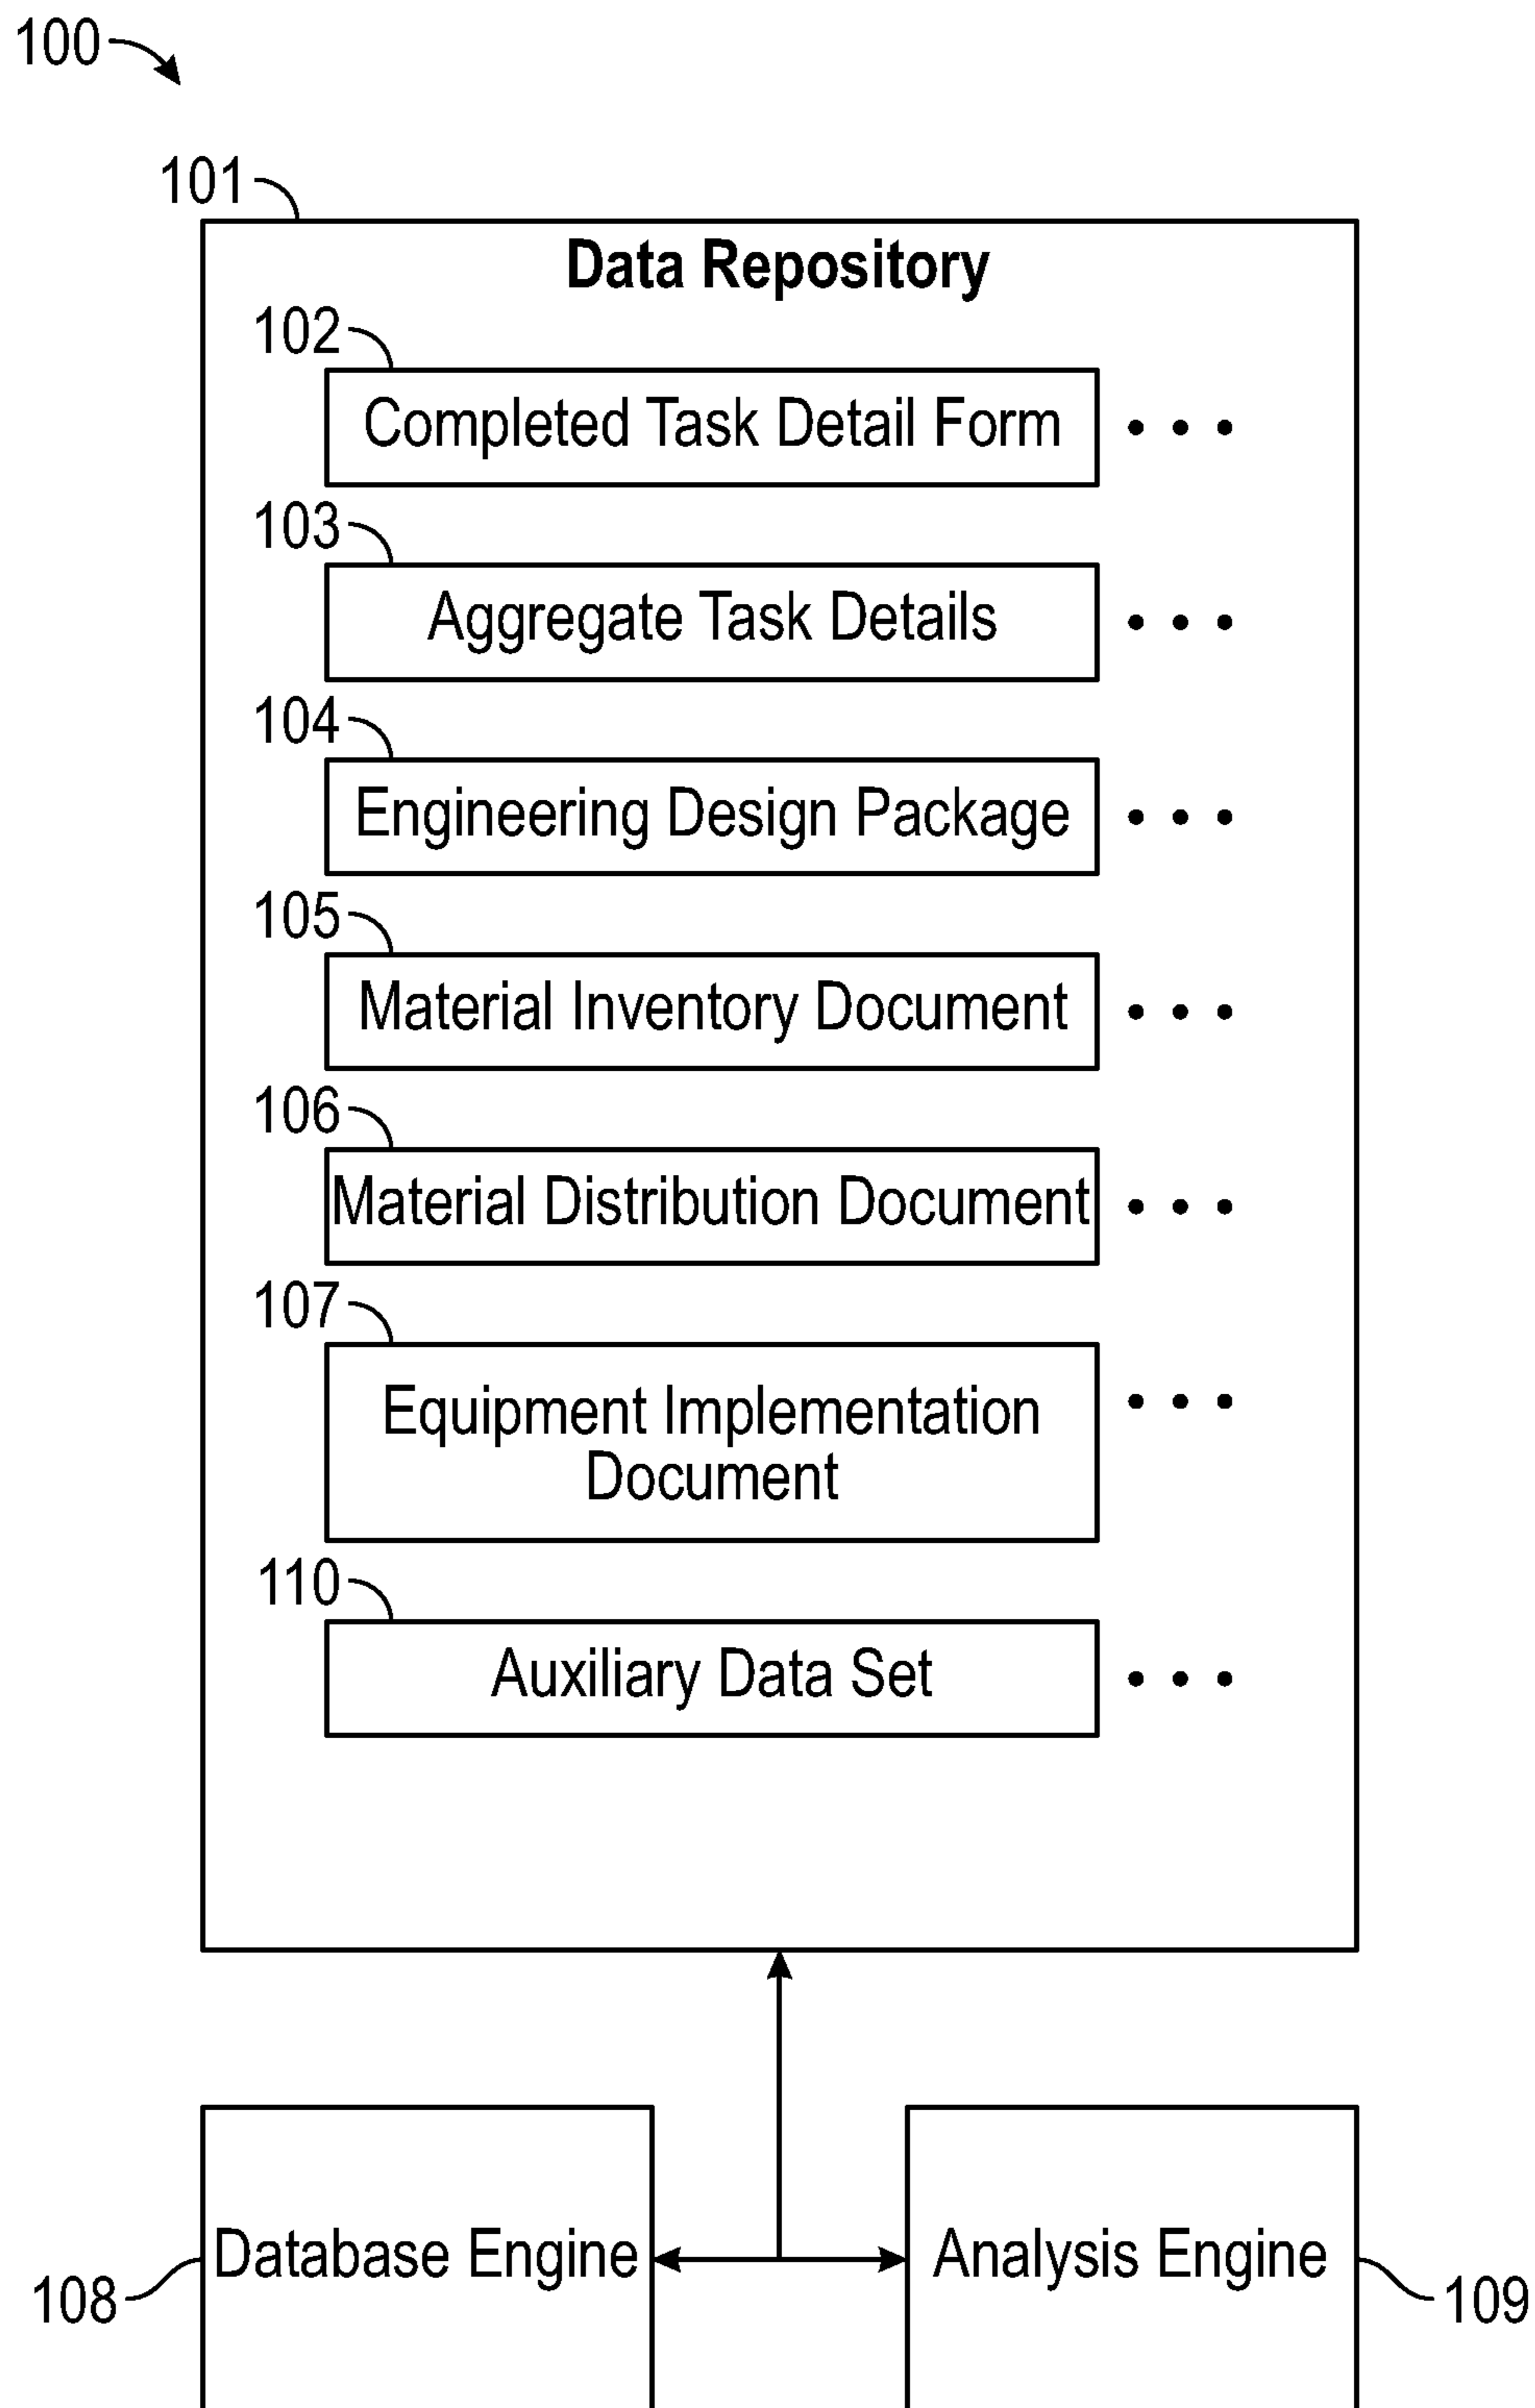 100
101
Data Repository
102
Completed Task Detail Form
103
Aggregate Task Details
104
Engineering Design Package
105
Material Inventory Document
106
Material Distribution Document
107
Equipment Implementation
Document
110
Auxiliary Data Set
Database Engine
Analysis Engine
108
109